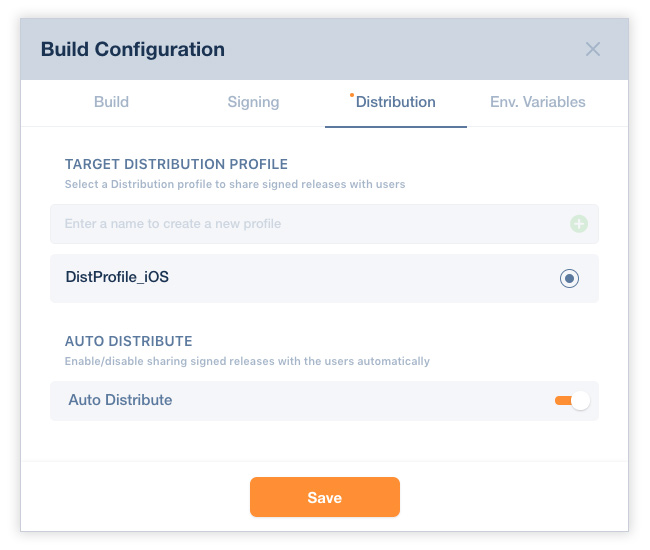 Build Configuration
Build
Signing
Distribution
Env. Variables
TARGET DISTRIBUTION PROFILE
Select a Distribution profile to share signed releases with users
Enter a name to create a new profile
DistProfile_iOS
AUTO DISTRIBUTE
Enable/disable sharing signed releases with the users automatically
Auto Distribute
Save